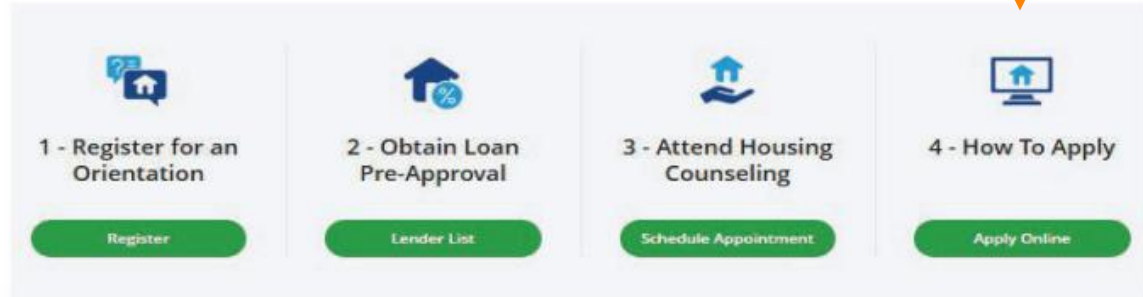 1 - Register for an
Orientation
Register
2 - Obtain Loan
Pre-Approval
Lender List
3 - Attend Housing
Counseling
Schedule Appointment
4 - How To Apply
Apply Online